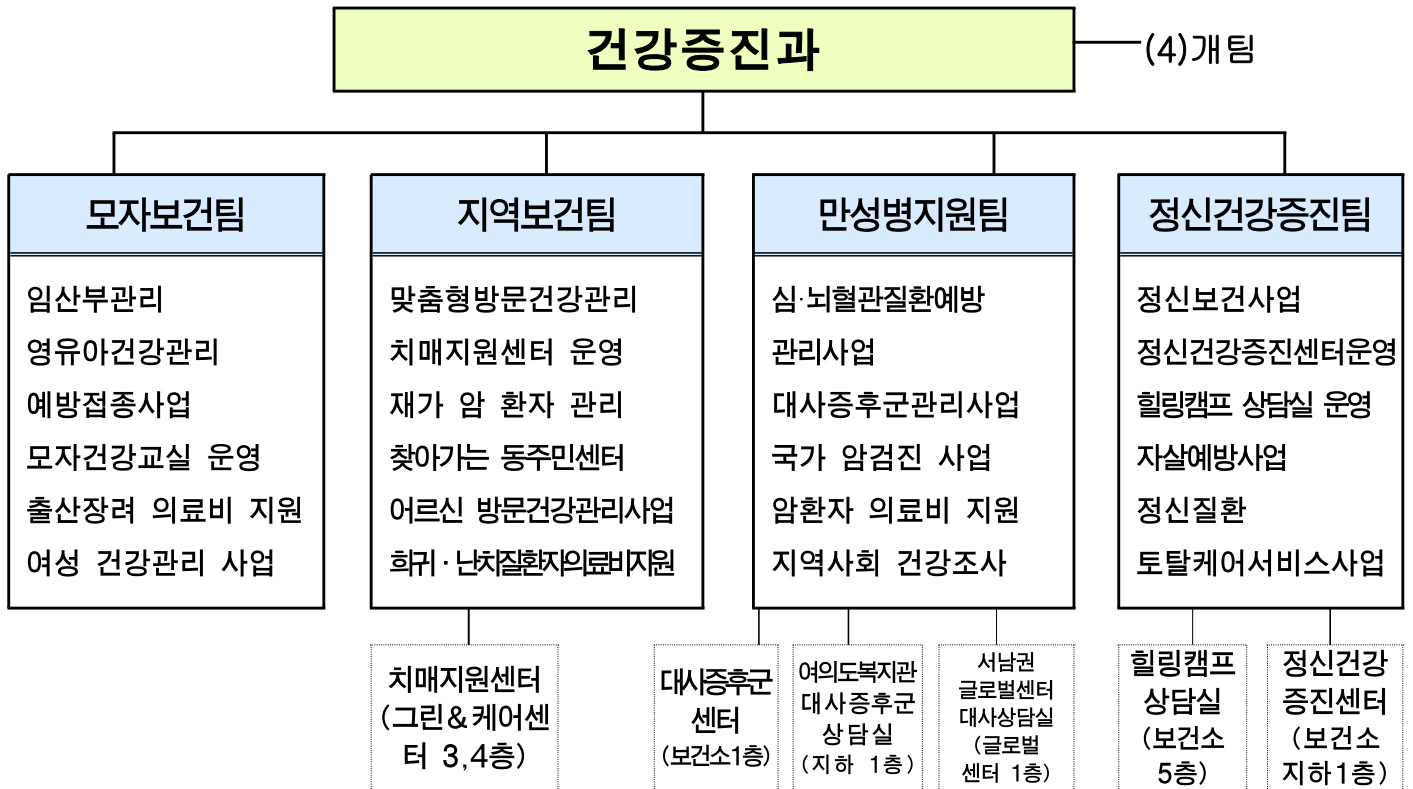 건강증진과
(4)개팀
모자보건팀
임산부관리
영유아건강관리
예방접종사업
모자건강교실 운영
출산장려 의료비 지원
여성 건강관리 사업
지역보건팀
맞춤형방문건강관리
치매지원센터 운영
재가 암 환자 관리
찾아가는 동주민센터
어르신 방문건강관리사업
희귀·난치질환자의료비지원
만성병지원팀
심·뇌혈관질환예방
관리사업
대사증후군관리사업
국가 암검진 사업
암환자 의료비 지원
지역사회 건강조사
정신건강증진팀
정신보건사업
정신건강증진센터운영
힐링캠프 상담실 운영
자살예방사업
정신질환
토탈케어서비스사업
치매지원센터
(그린&케어센
터 3,4층)
대사증후군
센터
(보건소1층)
여의도복지관
대사증후군
상담실
(지하 1층)
서남권
글로벌센터
대사상담실
(글로벌
센터 1층)
힐링캠프
상담실
(보건소
5층)
정신건강
증진센터
(보건소
지하1층)